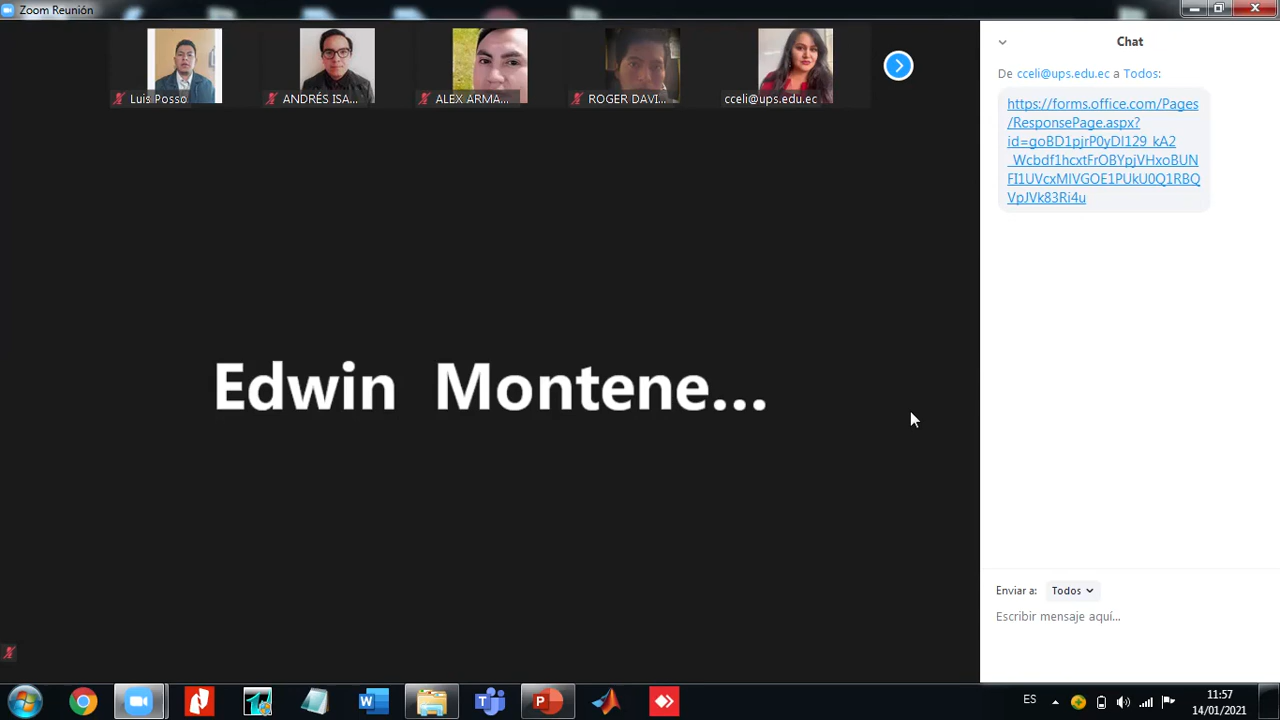 Zoom Reunión
Luis Posso
ANDRÉS ISA...
ALEX ARMA...
ROGER DAVI...
cceli@ups.edu.ec
Edwin Montene...
Chat
De cceli@ups.edu.ec a Todos:
https://forms.office.com/Pages
/ResponsePage.aspx?
id=goBD1pjrP0yDI129_kA2
_Wcbdf1hcxtFrOBYpjVHxoBUN
FI1UVcxMlVGOE1PUkU0Q1RBQ
VpJVk83Ri4u
Enviar a: Todos
Escribir mensaje aquí...
ES
11:57
14/01/2021